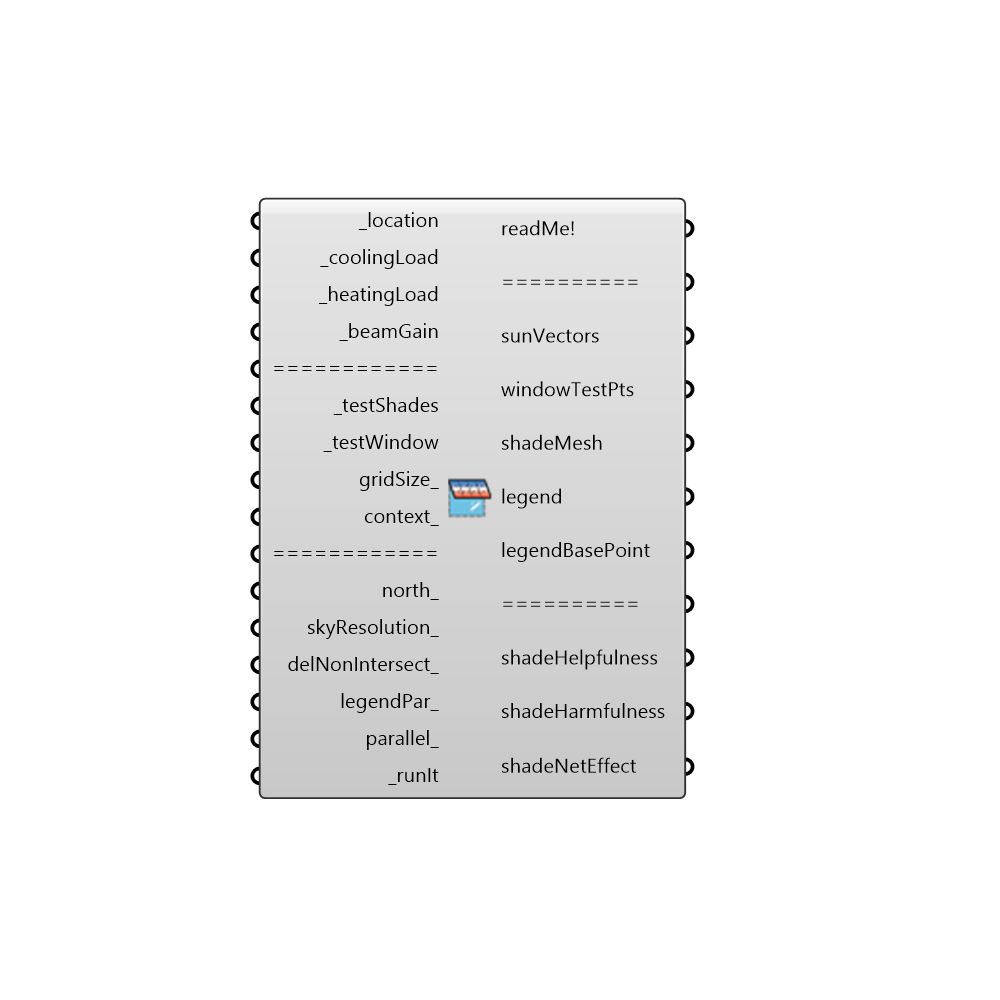 _location
_coolingLoad
_heatingLoad
_beamGain
============
_testShades
_testWindow
gridSize_
context_
============
north_
skyResolution_
delNonIntersect_
legendPar_
parallel_
_runIt
readMe!
==========
sunVectors
windowTestPts
shadeMesh
legend
legendBasePoint
==========
shadeHelpfulness
shadeHarmfulness
shadeNetEffect